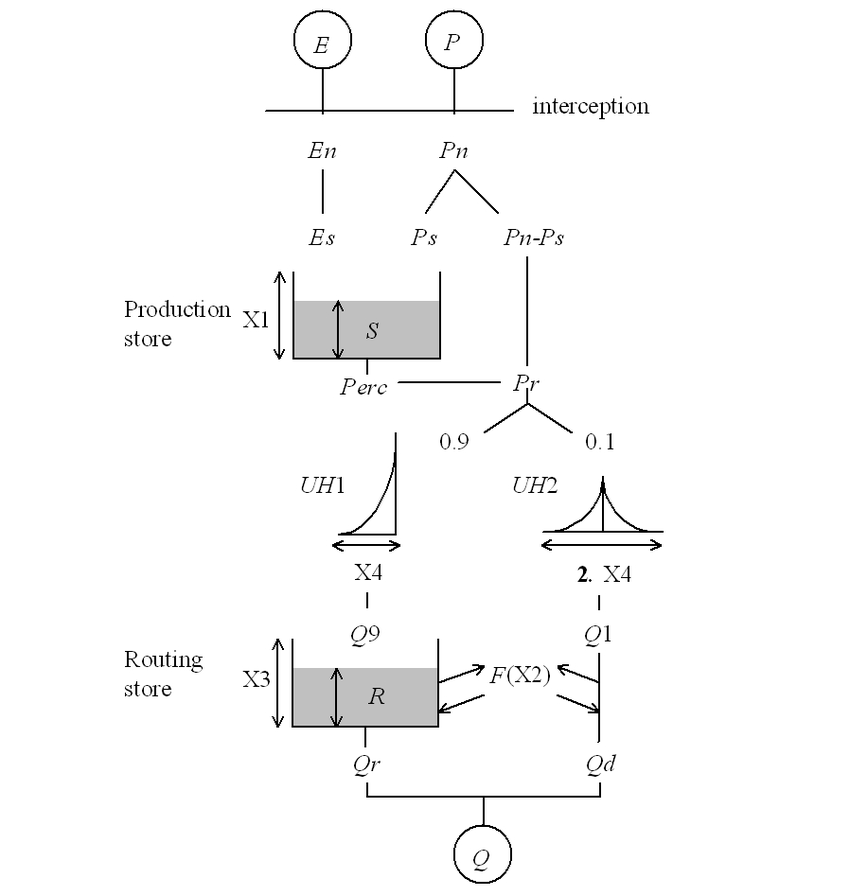 E
P
interception
En
Pn
Es
Ps
Pn-Ps
Production
store
X1
S
Perc
Pr
0.9
0.1
UH1
UH2
X4
2. X4
Q9
Q1
Routing
store
X3
R
F(X2)
Qr
Qd
Q